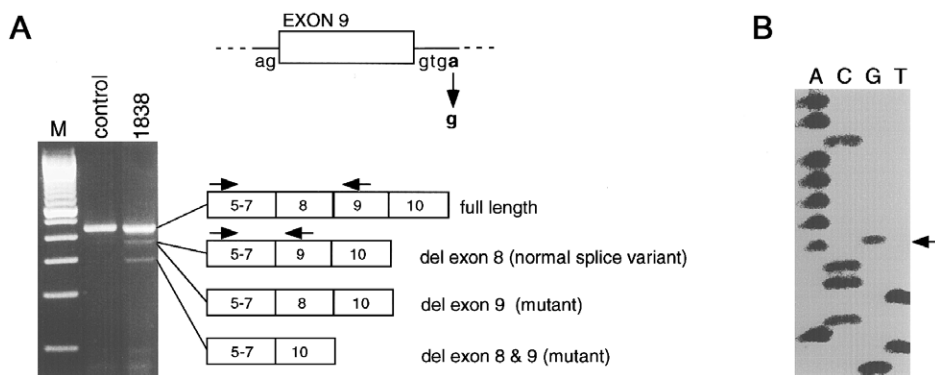 A
EXON 9
ag
gtga
g
M
control
1838
5-7 8 9 10
full length
5-7 9 10
del exon 8 (normal splice variant)
5-7 8 10
del exon 9 (mutant)
5-7 10
del exon 8 & 9 (mutant)
B
A C G T